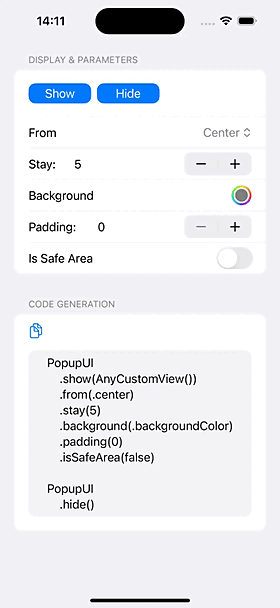 14:11
DISPLAY & PARAMETERS
Show Hide
From Center
Stay: 5 − +
Background
Padding: 0 − +
Is Safe Area
CODE GENERATION
PopupUI
.show(AnyCustomView())
.from(.center)
.stay(5)
.background(.backgroundColor)
.padding(0)
.isSafeArea(false)
PopupUI
.hide()